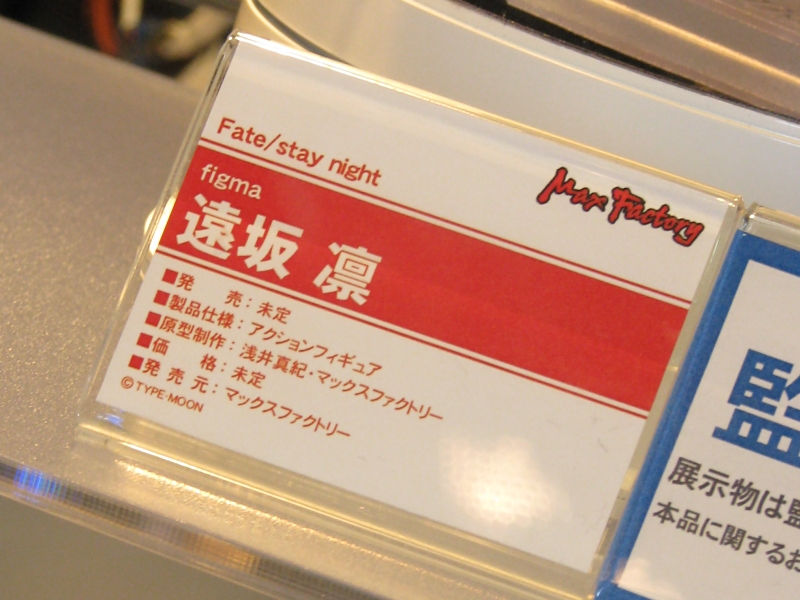 Fate/stay night
Max Factory
figma
遠坂 凛
■発　　売：未定
■製品仕様：アクションフィギュア
■原型制作：浅井真紀・マックスファクトリー
■価　　格：未定
■発 売 元：マックスファクトリー
©TYPE-MOON
監
展示物は監
本品に関するお